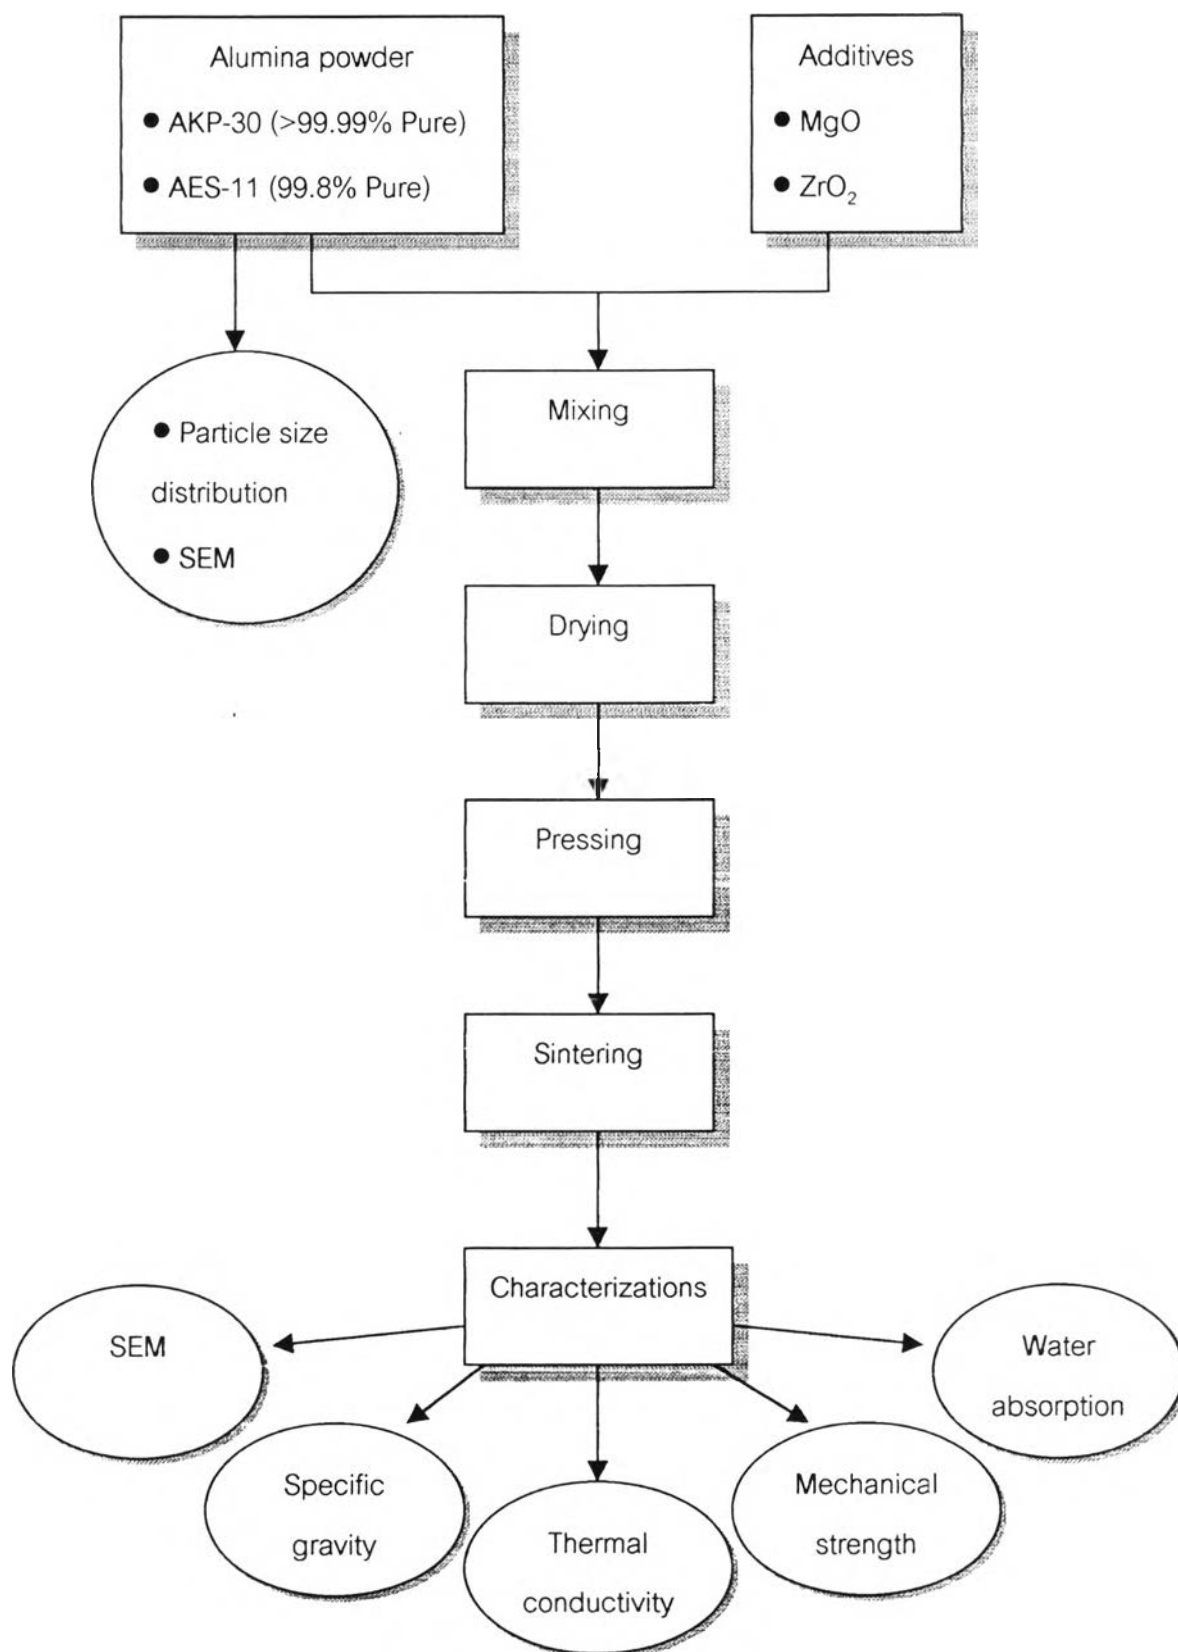 Alumina powder
● AKP-30 (>99.99% Pure)
● AES-11 (99.8% Pure)
Additives
● MgO
● ZrO₂
● Particle size
distribution
● SEM
Mixing
Drying
Pressing
Sintering
Characterizations
SEM
Specific
gravity
Thermal
conductivity
Mechanical
strength
Water
absorption